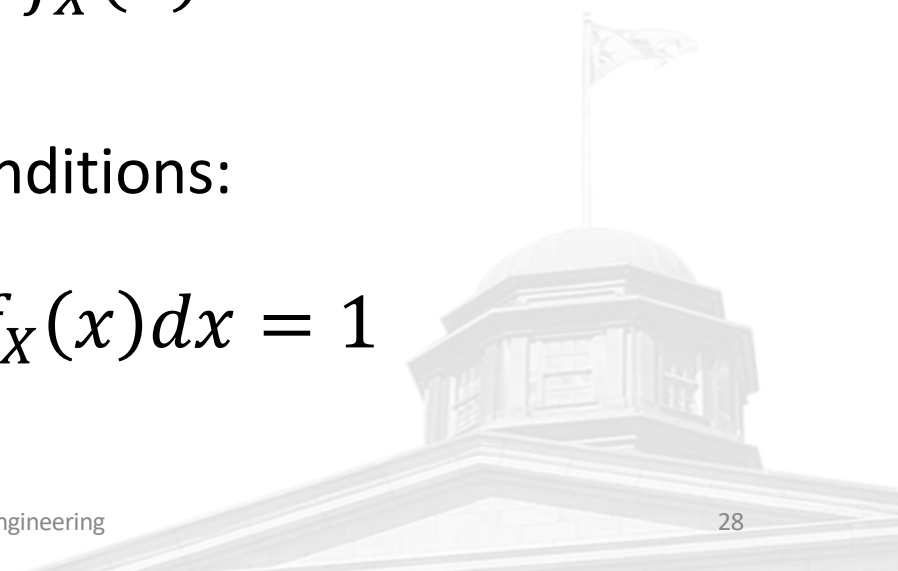 f_X(
nditions:
f_X(x)dx = 1
ngineering
28